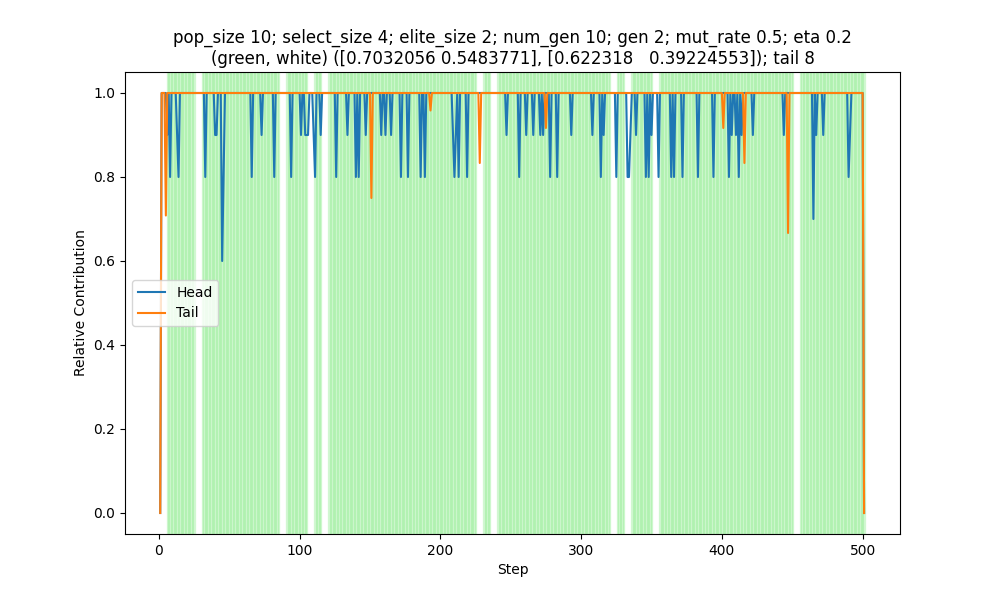 pop_size 10; select_size 4; elite_size 2; num_gen 10; gen 2; mut_rate 0.5; eta 0.2
(green, white) ([0.7032056 0.5483771], [0.622318   0.39224553]); tail 8
1.0
0.8
0.6
0.4
0.2
0.0
Relative Contribution
Head
Tail
0
100
200
300
400
500
Step